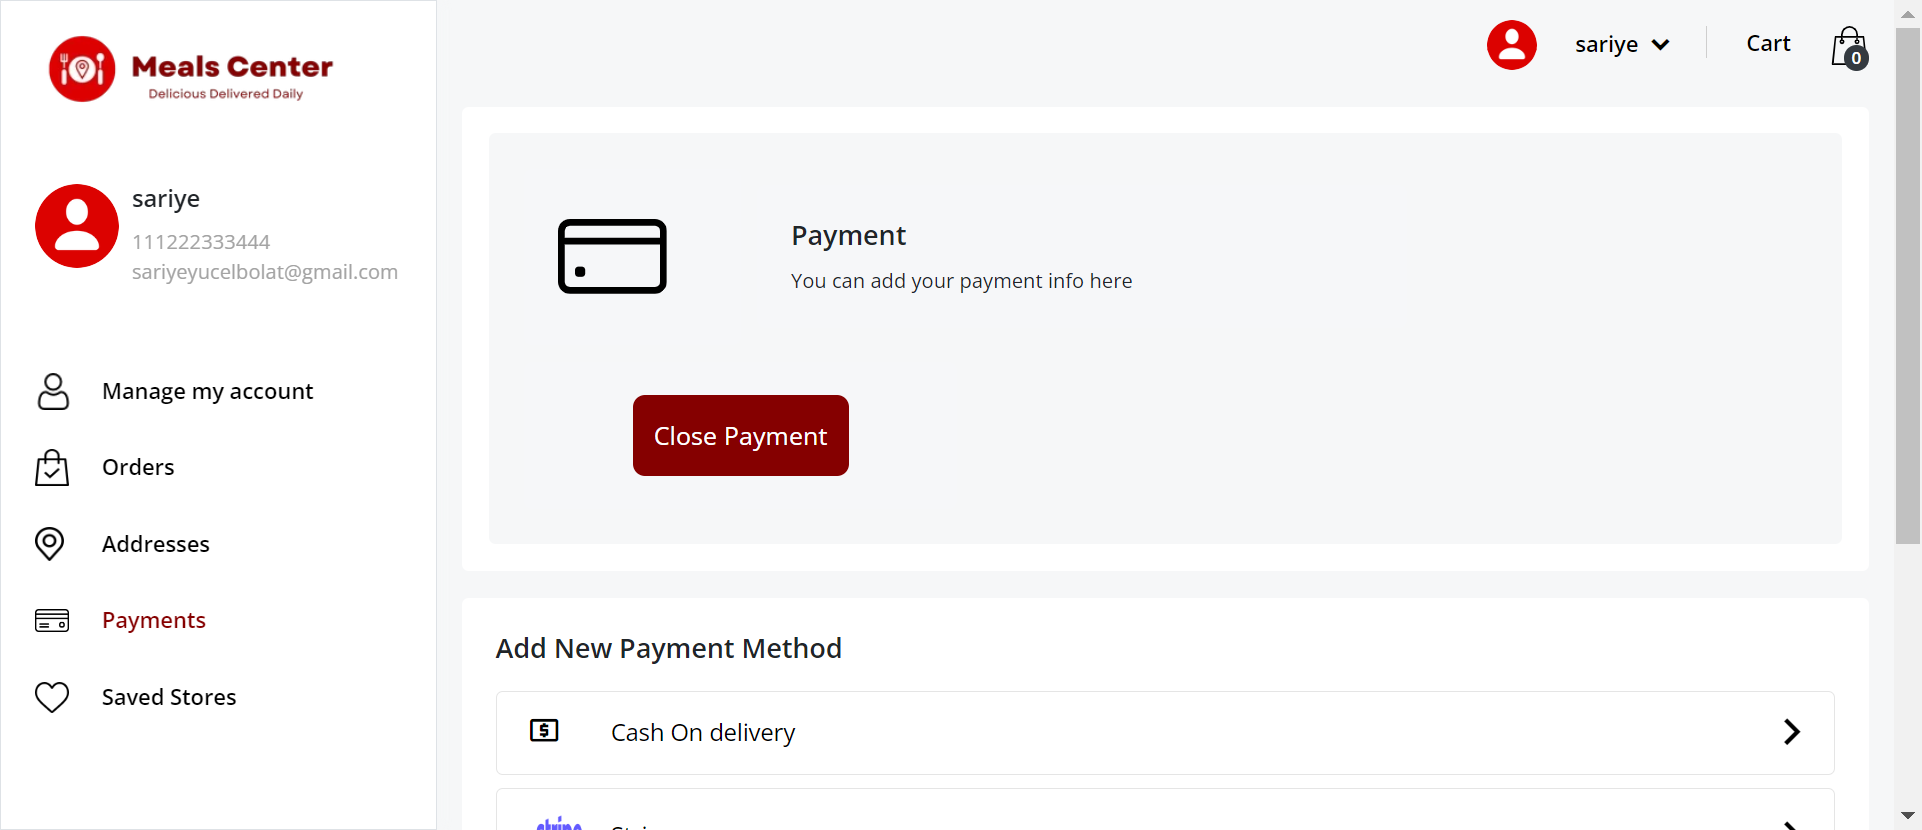 Meals Center
Delicious Delivered Daily
sariye
Cart
0
sariye
111222333444
sariyeyucelbolat@gmail.com
Manage my account
Orders
Addresses
Payments
Saved Stores
Payment
You can add your payment info here
Close Payment
Add New Payment Method
Cash On delivery